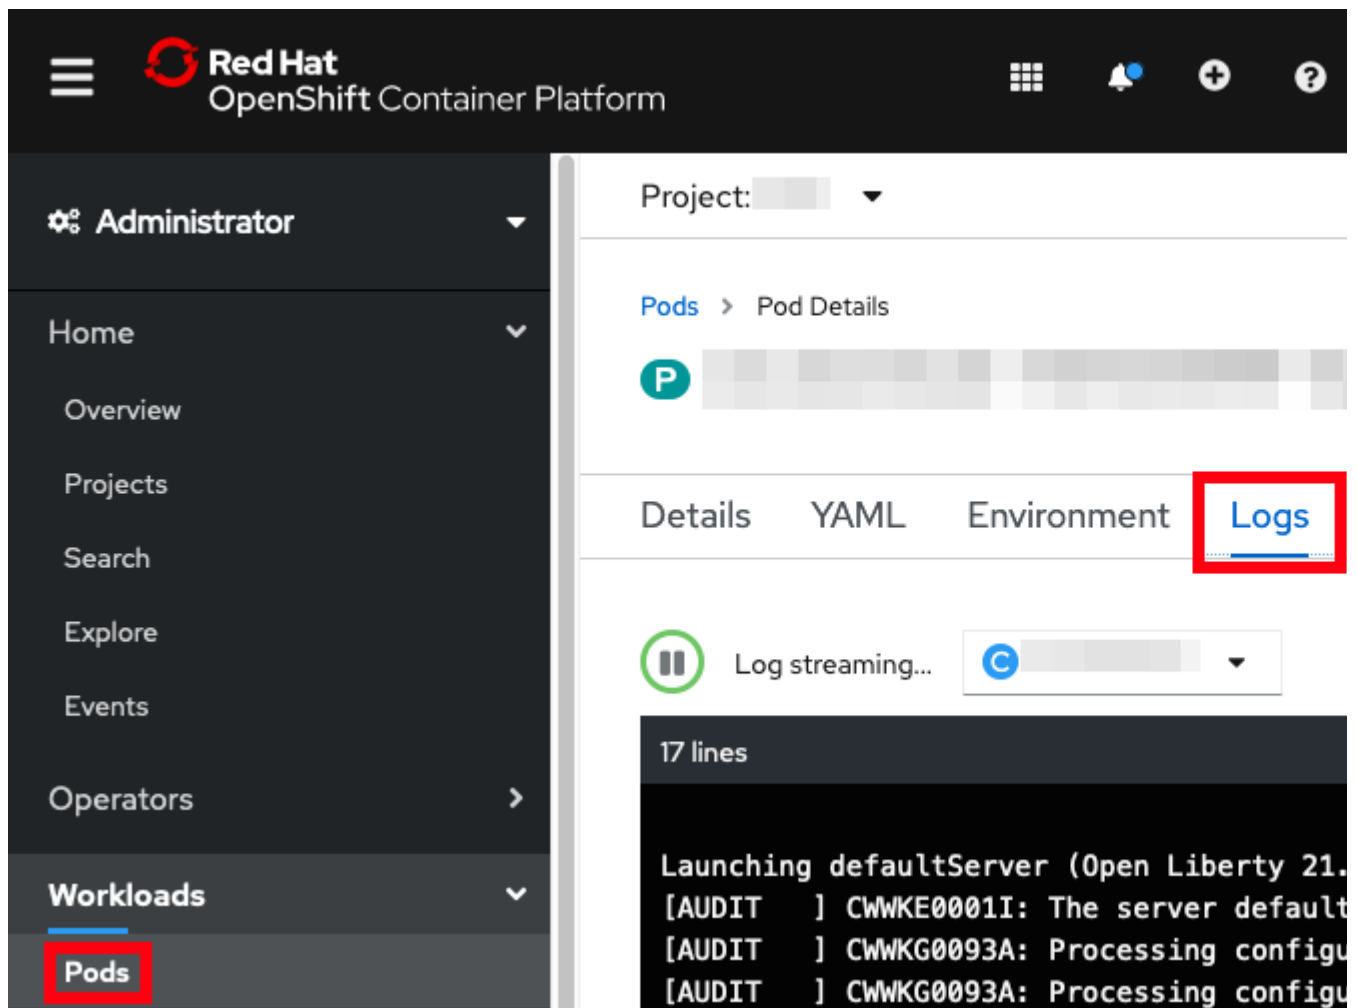 Red Hat
OpenShift Container Platform
Administrator
Home
Overview
Projects
Search
Explore
Events
Operators
Workloads
Pods
Project:
Pods > Pod Details
P
Details YAML Environment Logs
Log streaming... C
17 lines
Launching defaultServer (Open Liberty 21.
[AUDIT   ] CWWKE0001I: The server default
[AUDIT   ] CWWKG0093A: Processing configu
[AUDIT   ] CWWKG0093A: Processing configu